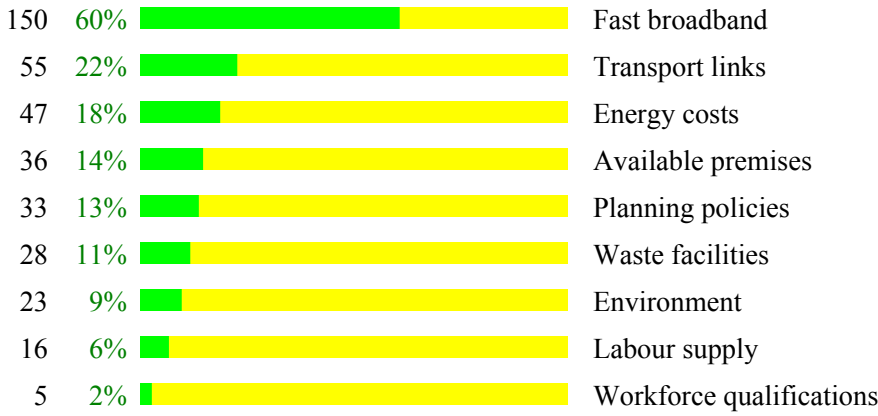 150 60% Fast broadband
55 22% Transport links
47 18% Energy costs
36 14% Available premises
33 13% Planning policies
28 11% Waste facilities
23 9% Environment
16 6% Labour supply
5 2% Workforce qualifications